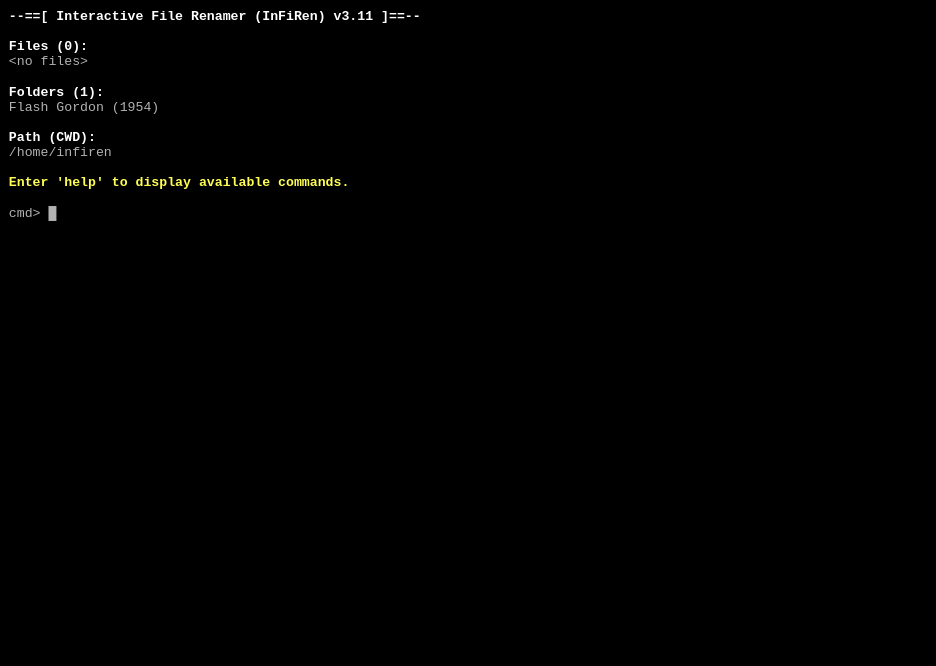 --==[ Interactive File Renamer (InFiRen) v3.11 ]==--
Files (0):
<no files>
Folders (1):
Flash Gordon (1954)
Path (CWD):
/home/infiren
Enter 'help' to display available commands.
cmd>